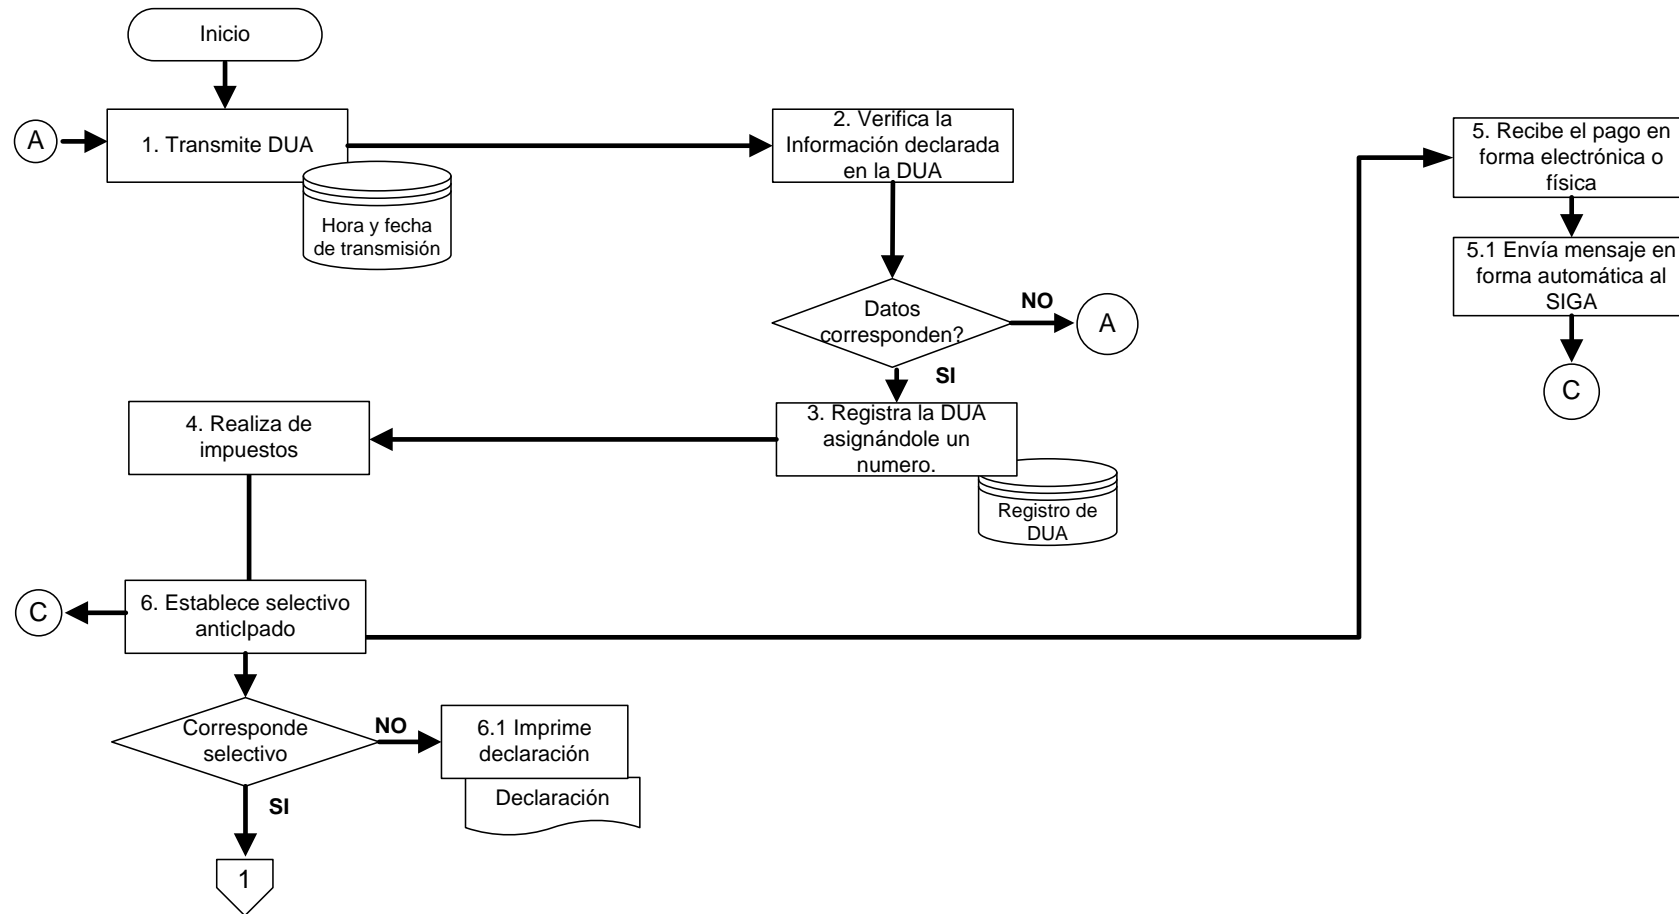 Inicio
A
1. Transmite DUA
Hora y fecha
de transmisión
2. Verifica la
Información declarada
en la DUA
Datos
corresponden?
NO
A
SI
3. Registra la DUA
asignándole un
numero.
Registro de
DUA
4. Realiza de
impuestos
5. Recibe el pago en
forma electrónica o
física
5.1 Envía mensaje en
forma automática al
SIGA
C
C
6. Establece selectivo
anticIpado
Corresponde
selectivo
NO
6.1 Imprime
declaración
Declaración
SI
1